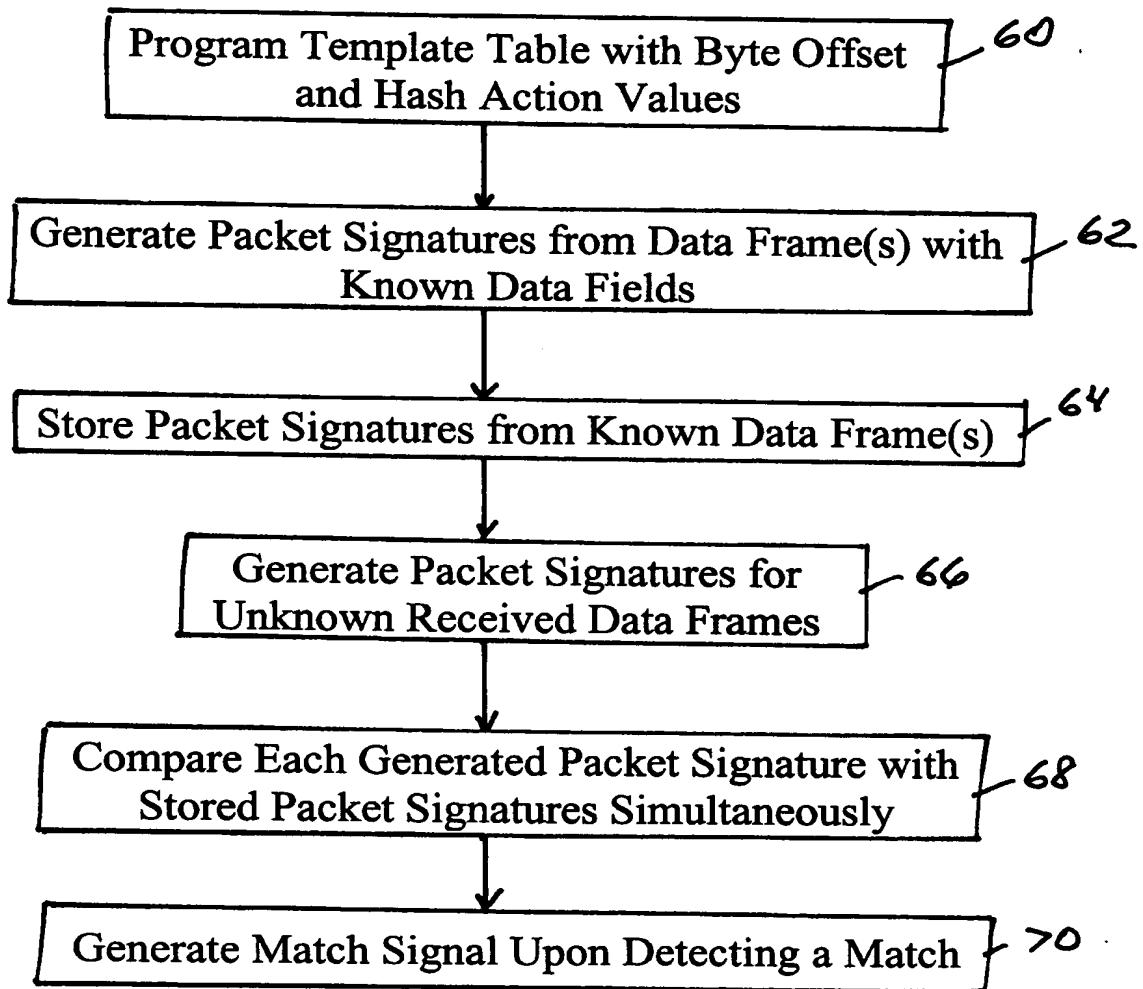 Program Template Table with Byte Offset
and Hash Action Values
60
Generate Packet Signatures from Data Frame(s) with
Known Data Fields
62
Store Packet Signatures from Known Data Frame(s)
64
Generate Packet Signatures for
Unknown Received Data Frames
66
Compare Each Generated Packet Signature with
Stored Packet Signatures Simultaneously
68
Generate Match Signal Upon Detecting a Match
70